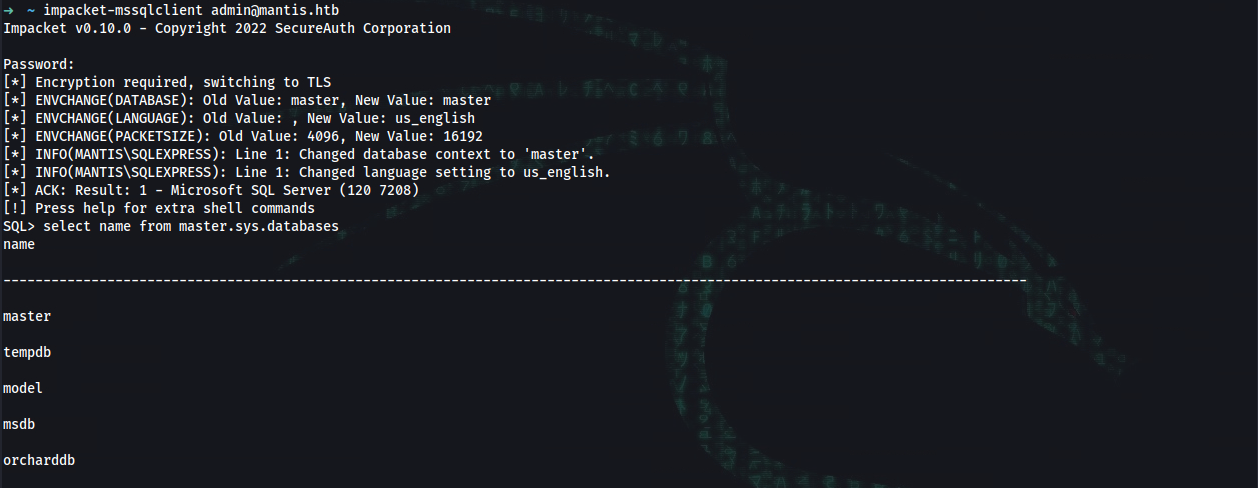 → ~ impacket-mssqlclient admin@mantis.htb
Impacket v0.10.0 - Copyright 2022 SecureAuth Corporation
Password:
[*] Encryption required, switching to TLS
[*] ENVCHANGE(DATABASE): Old Value: master, New Value: master
[*] ENVCHANGE(LANGUAGE): Old Value: , New Value: us_english
[*] ENVCHANGE(PACKETSIZE): Old Value: 4096, New Value: 16192
[*] INFO(MANTIS\SQLEXPRESS): Line 1: Changed database context to 'master'.
[*] INFO(MANTIS\SQLEXPRESS): Line 1: Changed language setting to us_english.
[*] ACK: Result: 1 - Microsoft SQL Server (120 7208)
[!] Press help for extra shell commands
SQL> select name from master.sys.databases
name
--------------------------------------------------------------------------------------------------------------------------------
master
tempdb
model
msdb
orcharddb